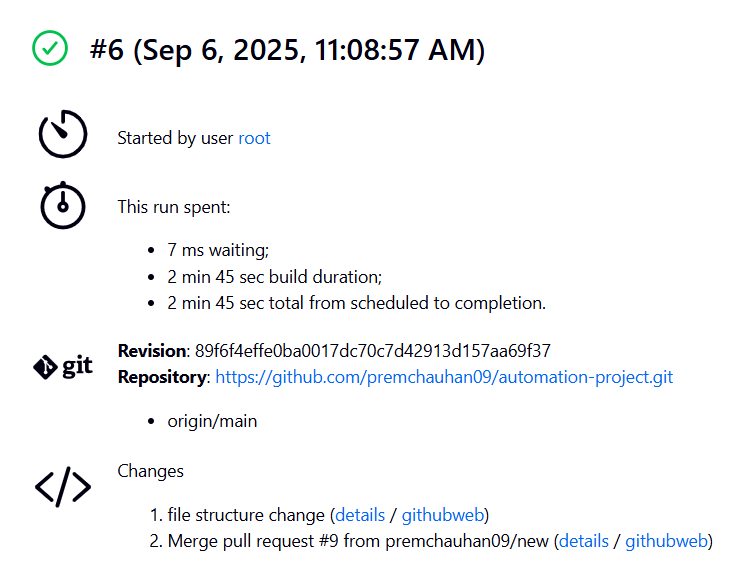 #6 (Sep 6, 2025, 11:08:57 AM)
Started by user root
This run spent:
7 ms waiting;
2 min 45 sec build duration;
2 min 45 sec total from scheduled to completion.
git
Revision: 89f6f4effe0ba0017dc70c7d42913d157aa69f37
Repository: https://github.com/premchauhan09/automation-project.git
origin/main
Changes
1. file structure change (details / githubweb)
2. Merge pull request #9 from premchauhan09/new (details / githubweb)